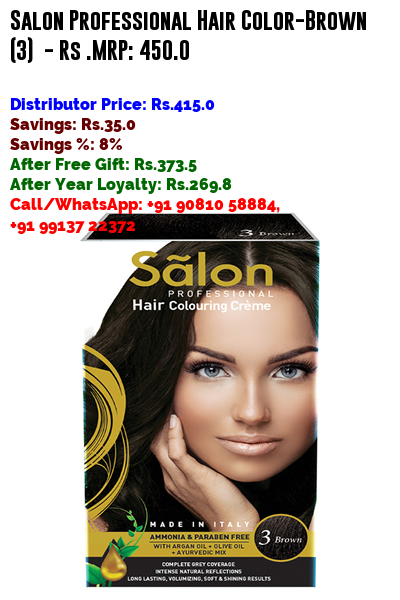 Salon Professional Hair Color-Brown
(3) - Rs .MRP: 450.0
Distributor Price: Rs.415.0
Savings: Rs.35.0
Savings %: 8%
After Free Gift: Rs.373.5
After Year Loyalty: Rs.269.8
Call/WhatsApp: +91 90810 58884,
+91 99137 22372
3 Brown
Sãlon
PROFESSIONAL
Hair Colouring Crème
MADE IN ITALY
AMMONIA & PARABEN FREE
WITH ARGAN OIL + OLIVE OIL
+ AYURVEDIC MIX
3 Brown
COMPLETE GREY COVERAGE
INTENSE NATURAL REFLECTIONS
LONG LASTING, VOLUMIZING, SOFT & SHINING RESULTS